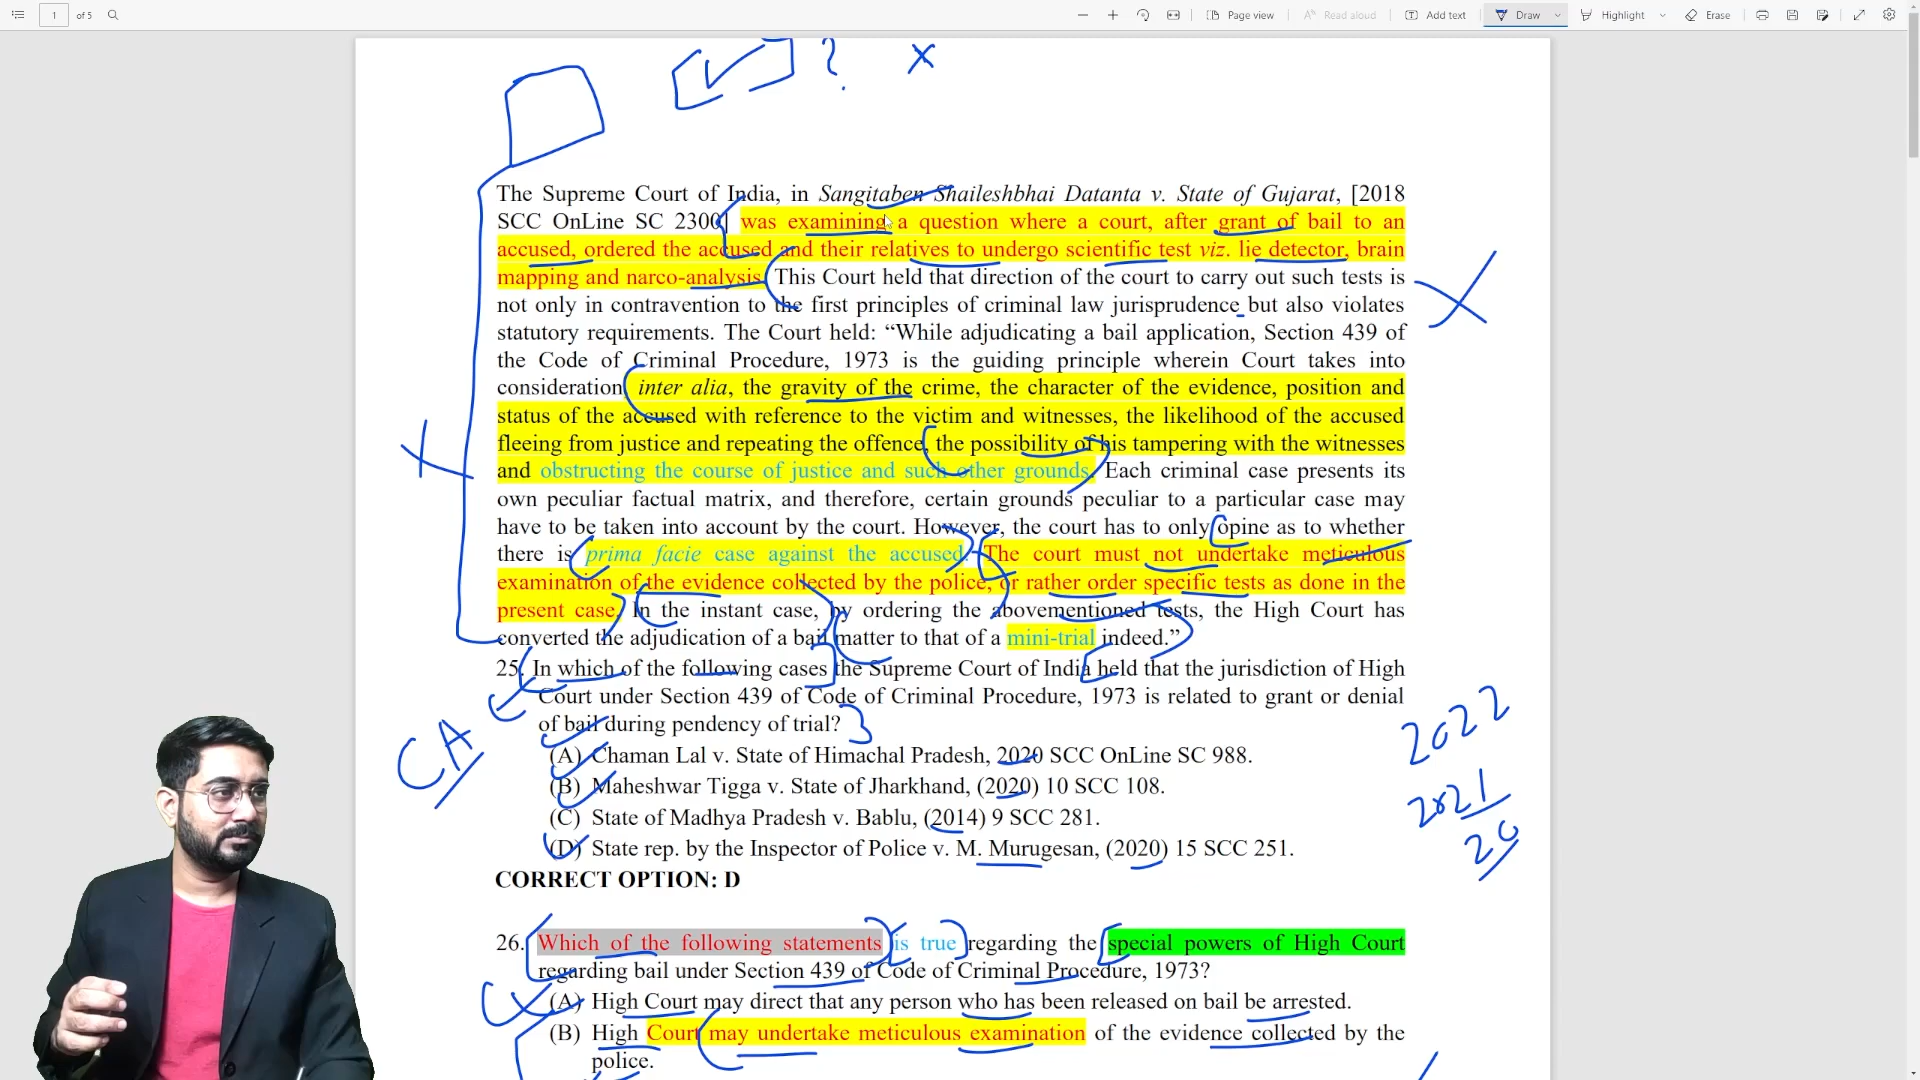 1 of 5 Page view Read aloud Add text Draw Highlight Erase
? X
The Supreme Court of India, in Sangitaben Shaileshbhai Datanta v. State of Gujarat, [2018
SCC OnLine SC 2300] was examining a question where a court, after grant of bail to an
accused, ordered the accused and their relatives to undergo scientific test viz. lie detector, brain
mapping and narco-analysis. This Court held that direction of the court to carry out such tests is
not only in contravention to the first principles of criminal law jurisprudence but also violates
statutory requirements. The Court held: “While adjudicating a bail application, Section 439 of
the Code of Criminal Procedure, 1973 is the guiding principle wherein Court takes into
consideration, inter alia, the gravity of the crime, the character of the evidence, position and
status of the accused with reference to the victim and witnesses, the likelihood of the accused
fleeing from justice and repeating the offence, the possibility of his tampering with the witnesses
and obstructing the course of justice and such other grounds. Each criminal case presents its
own peculiar factual matrix, and therefore, certain grounds peculiar to a particular case may
have to be taken into account by the court. However, the court has to only opine as to whether
there is prima facie case against the accused. The court must not undertake meticulous
examination of the evidence collected by the police, or rather order specific tests as done in the
present case. In the instant case, by ordering the abovementioned tests, the High Court has
converted the adjudication of a bail matter to that of a mini-trial indeed.”
25. In which of the following cases the Supreme Court of India held that the jurisdiction of High
Court under Section 439 of Code of Criminal Procedure, 1973 is related to grant or denial
of bail during pendency of trial?
CA
2022
(A) Chaman Lal v. State of Himachal Pradesh, 2020 SCC OnLine SC 988.
(B) Maheshwar Tigga v. State of Jharkhand, (2020) 10 SCC 108.
2021
(C) State of Madhya Pradesh v. Bablu, (2014) 9 SCC 281.
20
(D) State rep. by the Inspector of Police v. M. Murugesan, (2020) 15 SCC 251.
CORRECT OPTION: D
26. Which of the following statements is true regarding the special powers of High Court
regarding bail under Section 439 of Code of Criminal Procedure, 1973?
(A) High Court may direct that any person who has been released on bail be arrested.
(B) High Court may undertake meticulous examination of the evidence collected by the
police.